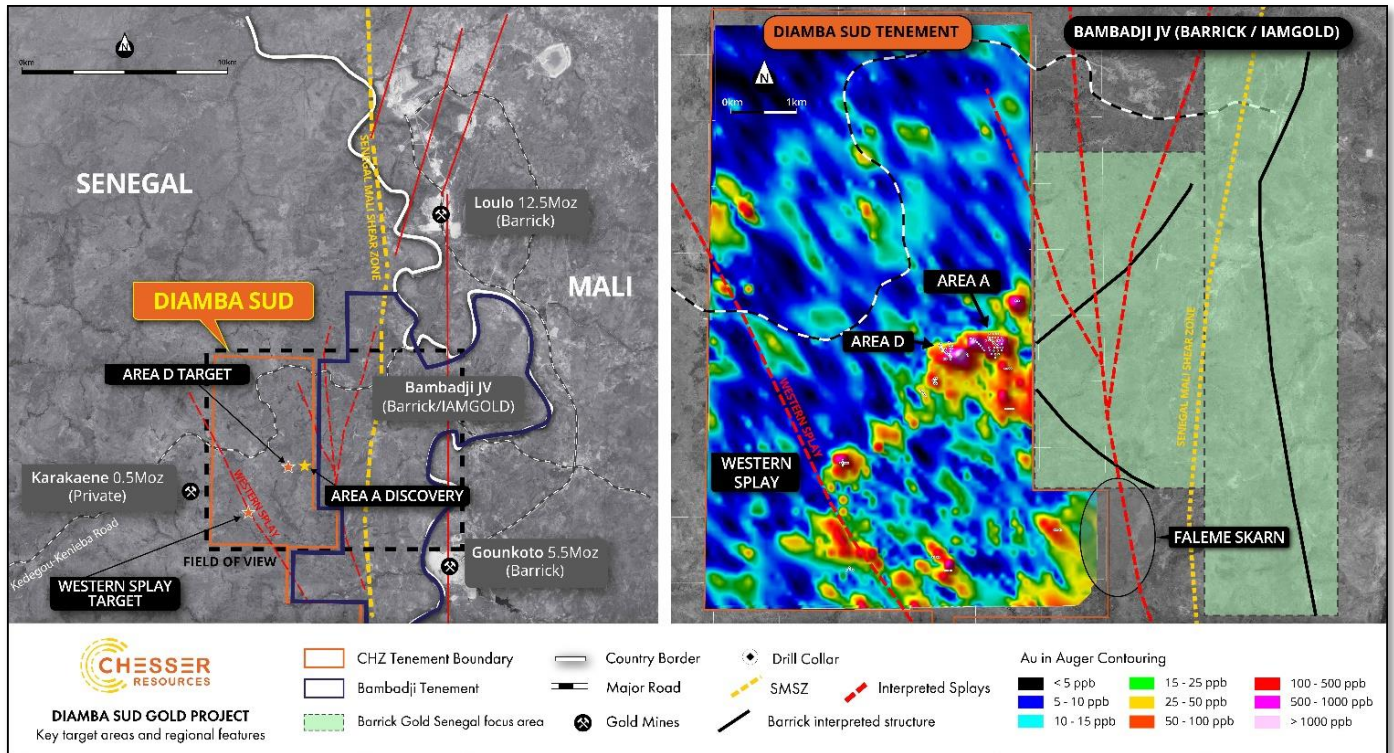 N
0km
10km
SENEGAL
SENEGAL MALI SHEAR ZONE
Loulo 12.5Moz
(Barrick)
MALI
DIAMBA SUD
AREA D TARGET
Bambadji JV
(Barrick/IAMGOLD)
Karakaene 0.5Moz
(Private)
AREA A DISCOVERY
WESTERN SPLAY
Kedegou-Kenieba Road
FIELD OF VIEW
Gounkoto 5.5Moz
(Barrick)
WESTERN SPLAY
TARGET
DIAMBA SUD TENEMENT
BAMBADJI JV (BARRICK / IAMGOLD)
N
0km
1km
AREA A
AREA D
WESTERN SPLAY
WESTERN
SPLAY
SENEGAL MALI SHEAR ZONE
FALEME SKARN
CHESSER
RESOURCES
DIAMBA SUD GOLD PROJECT
Key target areas and regional features
CHZ Tenement Boundary
Bambadji Tenement
Barrick Gold Senegal focus area
Country Border
Major Road
Gold Mines
Drill Collar
SMSZ
Interpreted Splays
Barrick interpreted structure
Au in Auger Contouring
< 5 ppb
5 - 10 ppb
10 - 15 ppb
15 - 25 ppb
25 - 50 ppb
50 - 100 ppb
100 - 500 ppb
500 - 1000 ppb
> 1000 ppb